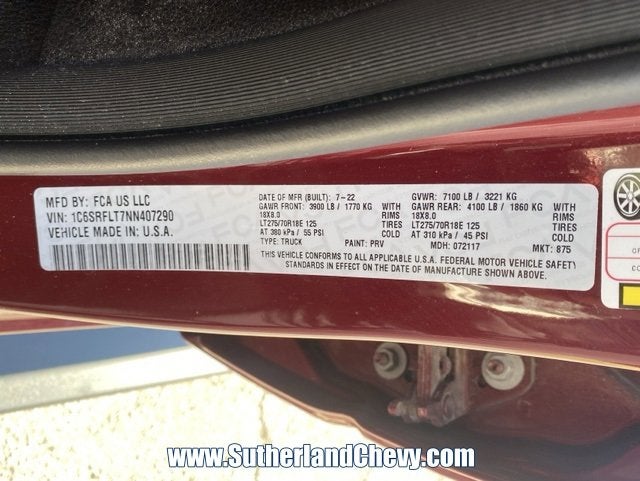 MFD BY: FCA US LLC
VIN: 1C6SRFLT7NN407290
VEHICLE MADE IN U.S.A.
DATE OF MFR (BUILT): 7-22
GVWR: 7100 LB / 3221 KG
GAWR FRONT: 3900 LB / 1770 KG
GAWR REAR: 4100 LB / 1860 KG
18X8.0 RIMS
18X8.0 RIMS
LT275/70R18E 125 TIRES
LT275/70R18E 125 TIRES
AT 380 kPa / 55 PSI COLD
AT 310 kPa / 45 PSI COLD
TYPE: TRUCK PAINT: PRV MDH: 072117 MKT: 875
THIS VEHICLE CONFORMS TO ALL APPLICABLE U.S.A. FEDERAL MOTOR VEHICLE SAFETY
STANDARDS IN EFFECT ON THE DATE OF MANUFACTURE SHOWN ABOVE.
www.SutherlandChevy.com